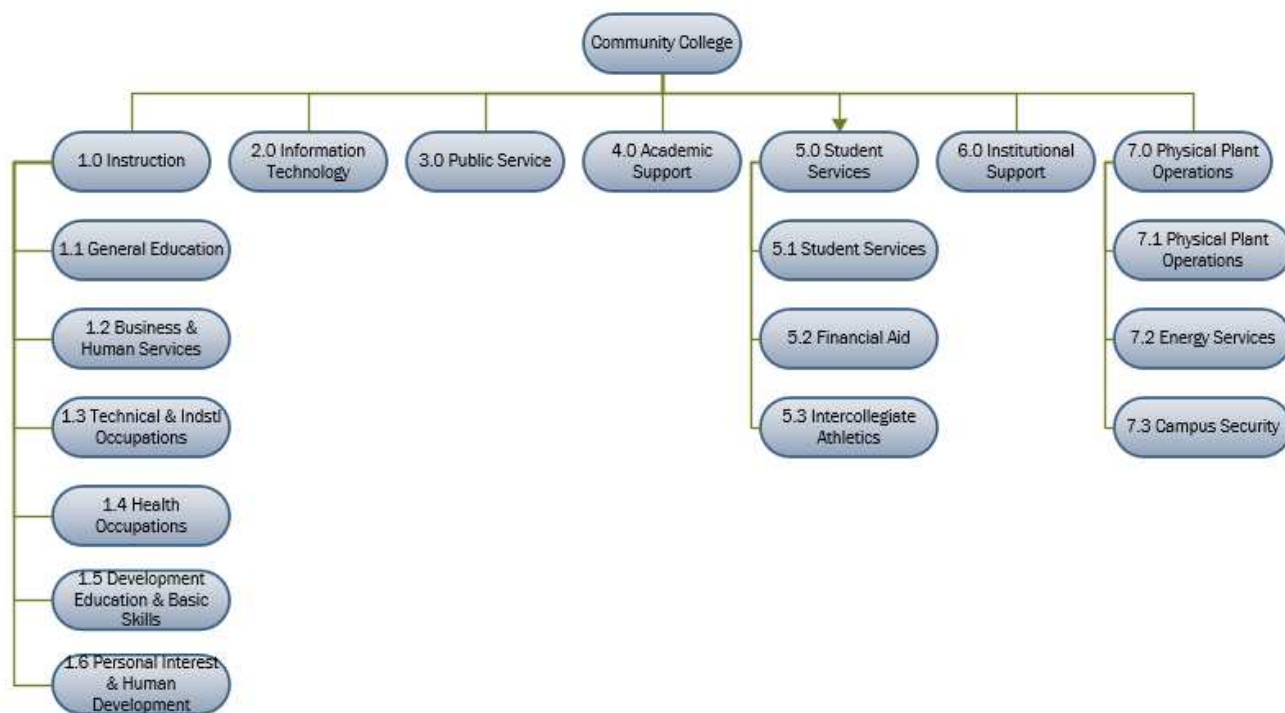 Community College
1.0 Instruction
2.0 Information
Technology
3.0 Public Service
4.0 Academic
Support
5.0 Student
Services
6.0 Institutional
Support
7.0 Physical Plant
Operations
1.1 General Education
1.2 Business &
Human Services
1.3 Technical & Indstl
Occupations
1.4 Health
Occupations
1.5 Development
Education & Basic
Skills
1.6 Personal Interest
& Human
Development
5.1 Student Services
5.2 Financial Aid
5.3 Intercollegiate
Athletics
7.1 Physical Plant
Operations
7.2 Energy Services
7.3 Campus Security